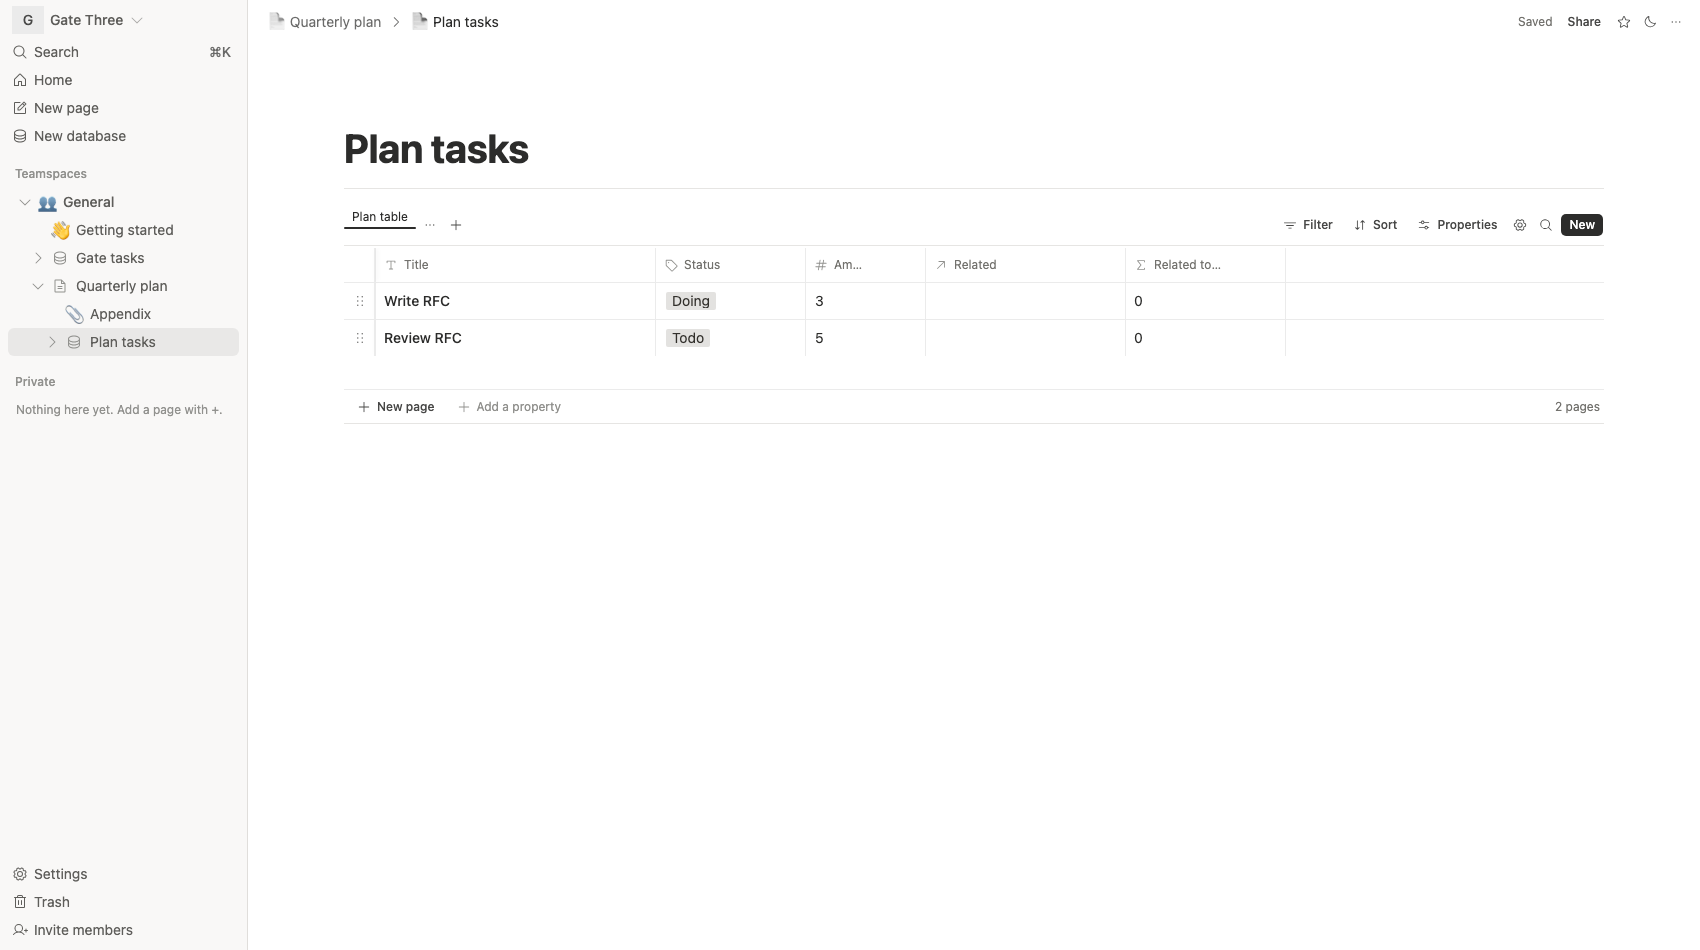 G Gate Three
Search ⌘K
Home
New page
New database
Teamspaces
General
Getting started
Gate tasks
Quarterly plan
Appendix
Plan tasks
Private
Nothing here yet. Add a page with +.
Settings
Trash
Invite members
Quarterly plan Plan tasks
Saved Share
Plan tasks
Plan table
Filter Sort Properties New
Title Status Am... Related Related to...
Write RFC Doing 3 0
Review RFC Todo 5 0
New page Add a property 2 pages